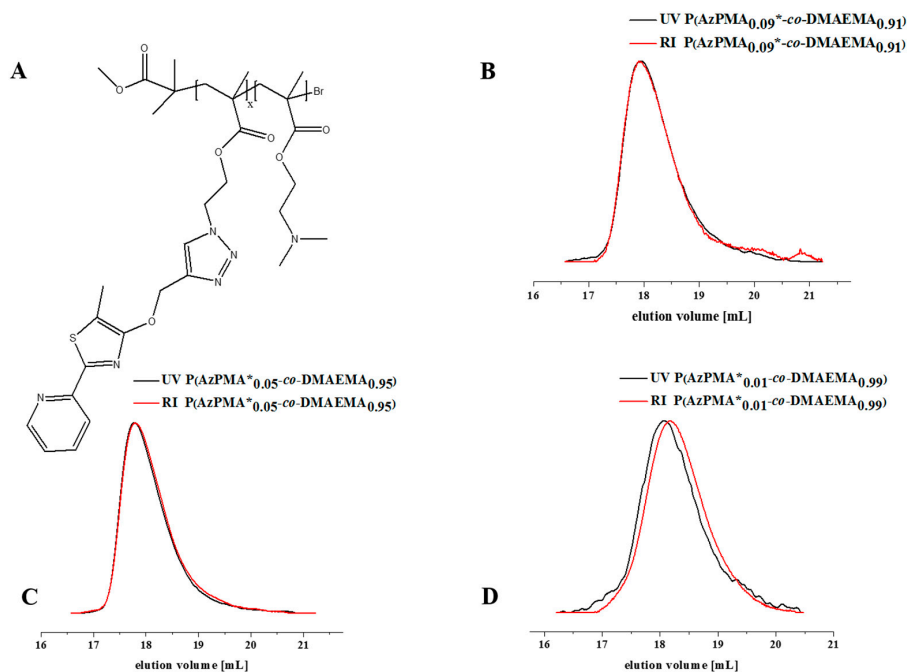 A
O
O
x
Br
O
O
O
O
N
N
N
N
O
S
N
N
UV P(AzPMA0.09*-co-DMAEMA0.91)
RI P(AzPMA0.09*-co-DMAEMA0.91)
B
16 17 18 19 20 21
elution volume [mL]
UV P(AzPMA*0.05-co-DMAEMA0.95)
RI P(AzPMA*0.05-co-DMAEMA0.95)
C
16 17 18 19 20 21
elution volume [mL]
UV P(AzPMA*0.01-co-DMAEMA0.99)
RI P(AzPMA*0.01-co-DMAEMA0.99)
D
16 17 18 19 20 21
elution volume [mL]